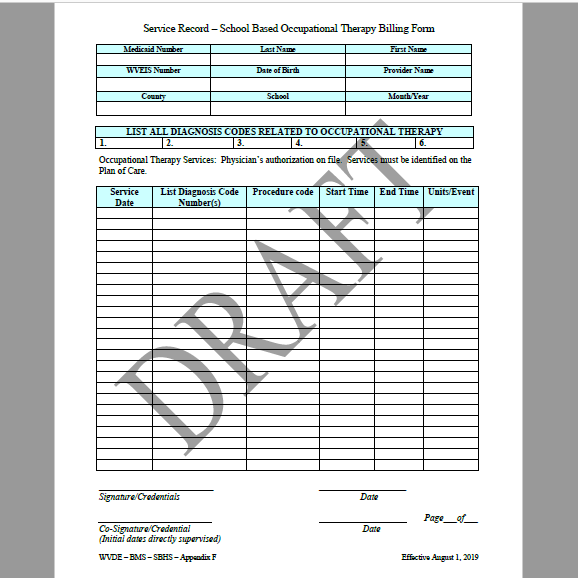 Service Record – School Based Occupational Therapy Billing Form
Medicaid Number Last Name First Name
WVEIS Number Date of Birth Provider Name
County School Month/Year
LIST ALL DIAGNOSIS CODES RELATED TO OCCUPATIONAL THERAPY
1. 2. 3. 4. 5. 6.
Occupational Therapy Services: Physician's authorization on file. Services must be identified on the
Plan of Care.
Service List Diagnosis Code Procedure code Start Time End Time Units/Event
Date Number(s)
DRAFT
Signature/Credentials Date
Page___of___
Co-Signature/Credential Date
(Initial dates directly supervised)
WVDE – BMS – SBHS – Appendix F Effective August 1, 2019